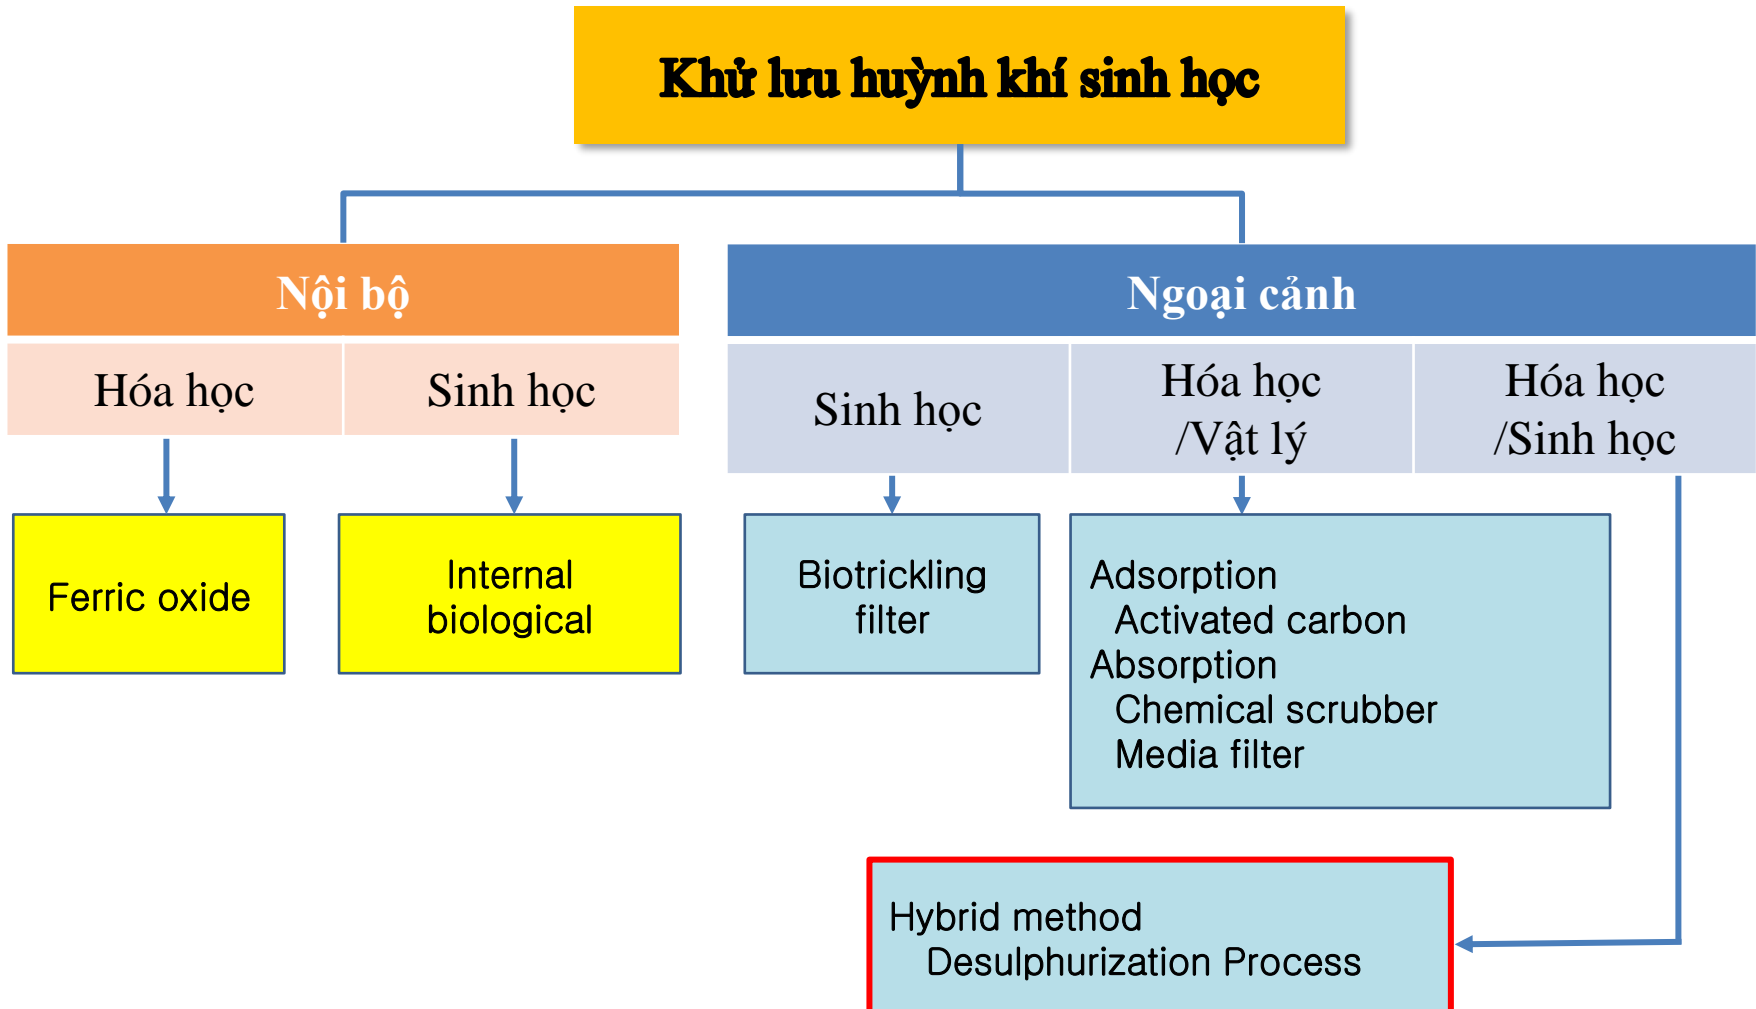 Khử lưu huỳnh khí sinh học
Nội bộ
Hóa học
Sinh học
Ferric oxide
Internal
biological
Ngoại cảnh
Sinh học
Hóa học
/Vật lý
Hóa học
/Sinh học
Biotrickling
filter
Adsorption
Activated carbon
Absorption
Chemical scrubber
Media filter
Hybrid method
Desulphurization Process